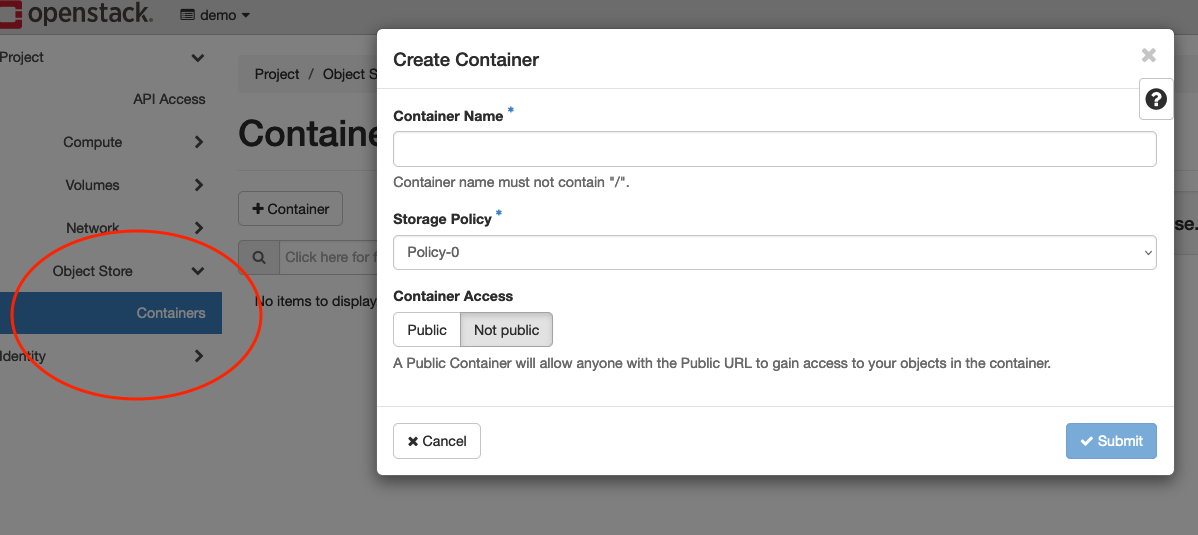 openstack.
demo
Project
API Access
Compute
Volumes
Network
Object Store
Containers
Identity
Project / Object S
Containe
+ Container
Click here for f
No items to display
se.
Create Container
Container Name *
Container name must not contain "/".
Storage Policy *
Policy-0
Container Access
Public
Not public
A Public Container will allow anyone with the Public URL to gain access to your objects in the container.
Cancel
Submit